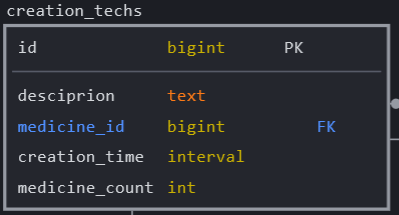 creation_techs
id bigint PK
desciprion text
medicine_id bigint FK
creation_time interval
medicine_count int